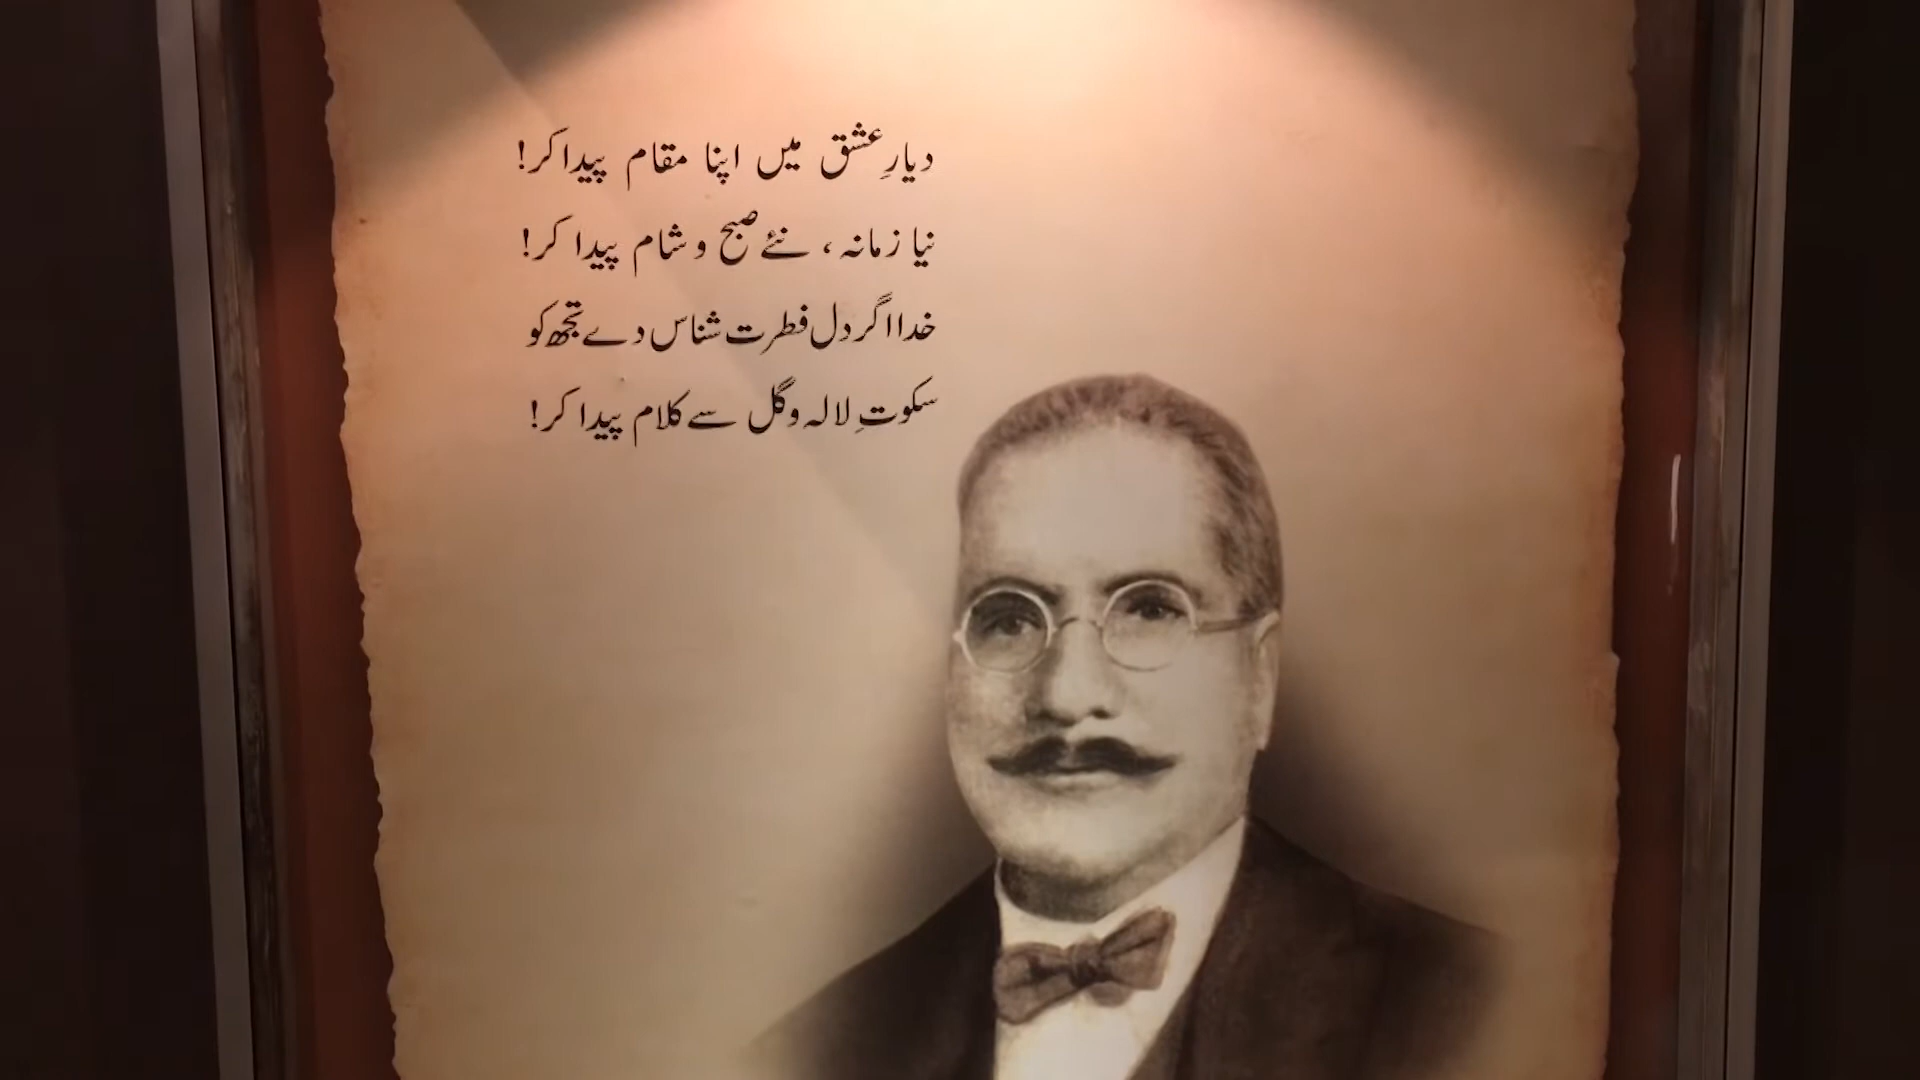 دیارِ عشق میں اپنا مقام پیدا کر!
نیا زمانہ، نئے صبح و شام پیدا کر!
خدا اگر دل فطرت شناس دے تجھ کو
سکوتِ لالہ و گل سے کلام پیدا کر!